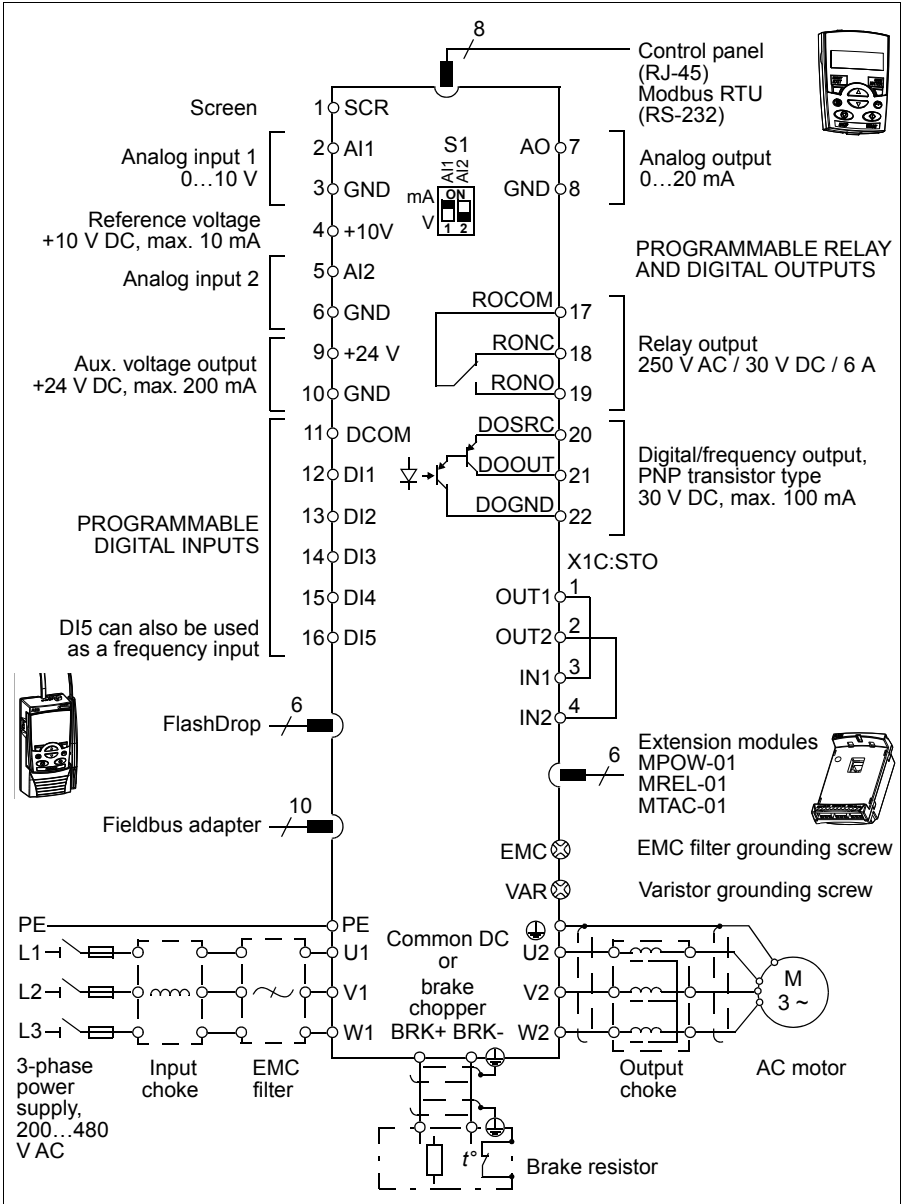 8
Control panel
(RJ-45)
Modbus RTU
(RS-232)
Screen
1 SCR
Analog input 1
0…10 V
2 AI1
3 GND
Reference voltage
+10 V DC, max. 10 mA
4 +10V
Analog input 2
5 AI2
6 GND
Aux. voltage output
+24 V DC, max. 200 mA
9 +24 V
10 GND
11 DCOM
12 DI1
PROGRAMMABLE
DIGITAL INPUTS
13 DI2
14 DI3
15 DI4
DI5 can also be used
as a frequency input
16 DI5
S1
AI1
AI2
mA
V
ON
1 2
AO 7
GND 8
Analog output
0…20 mA
PROGRAMMABLE RELAY
AND DIGITAL OUTPUTS
ROCOM 17
RONC 18
RONO 19
Relay output
250 V AC / 30 V DC / 6 A
DOSRC 20
DOOUT 21
DOGND 22
Digital/frequency output,
PNP transistor type
30 V DC, max. 100 mA
X1C:STO
OUT1 1
OUT2 2
IN1 3
IN2 4
FlashDrop 6
Fieldbus adapter 10
6
Extension modules
MPOW-01
MREL-01
MTAC-01
EMC
EMC filter grounding screw
VAR
Varistor grounding screw
PE PE
L1 U1
L2 V1
L3 W1
Common DC
or
brake
chopper
BRK+ BRK-
U2
V2
W2
M
3 ~
3-phase
power
supply,
200…480
V AC
Input
choke
EMC
filter
Output
choke
AC motor
t°
Brake resistor